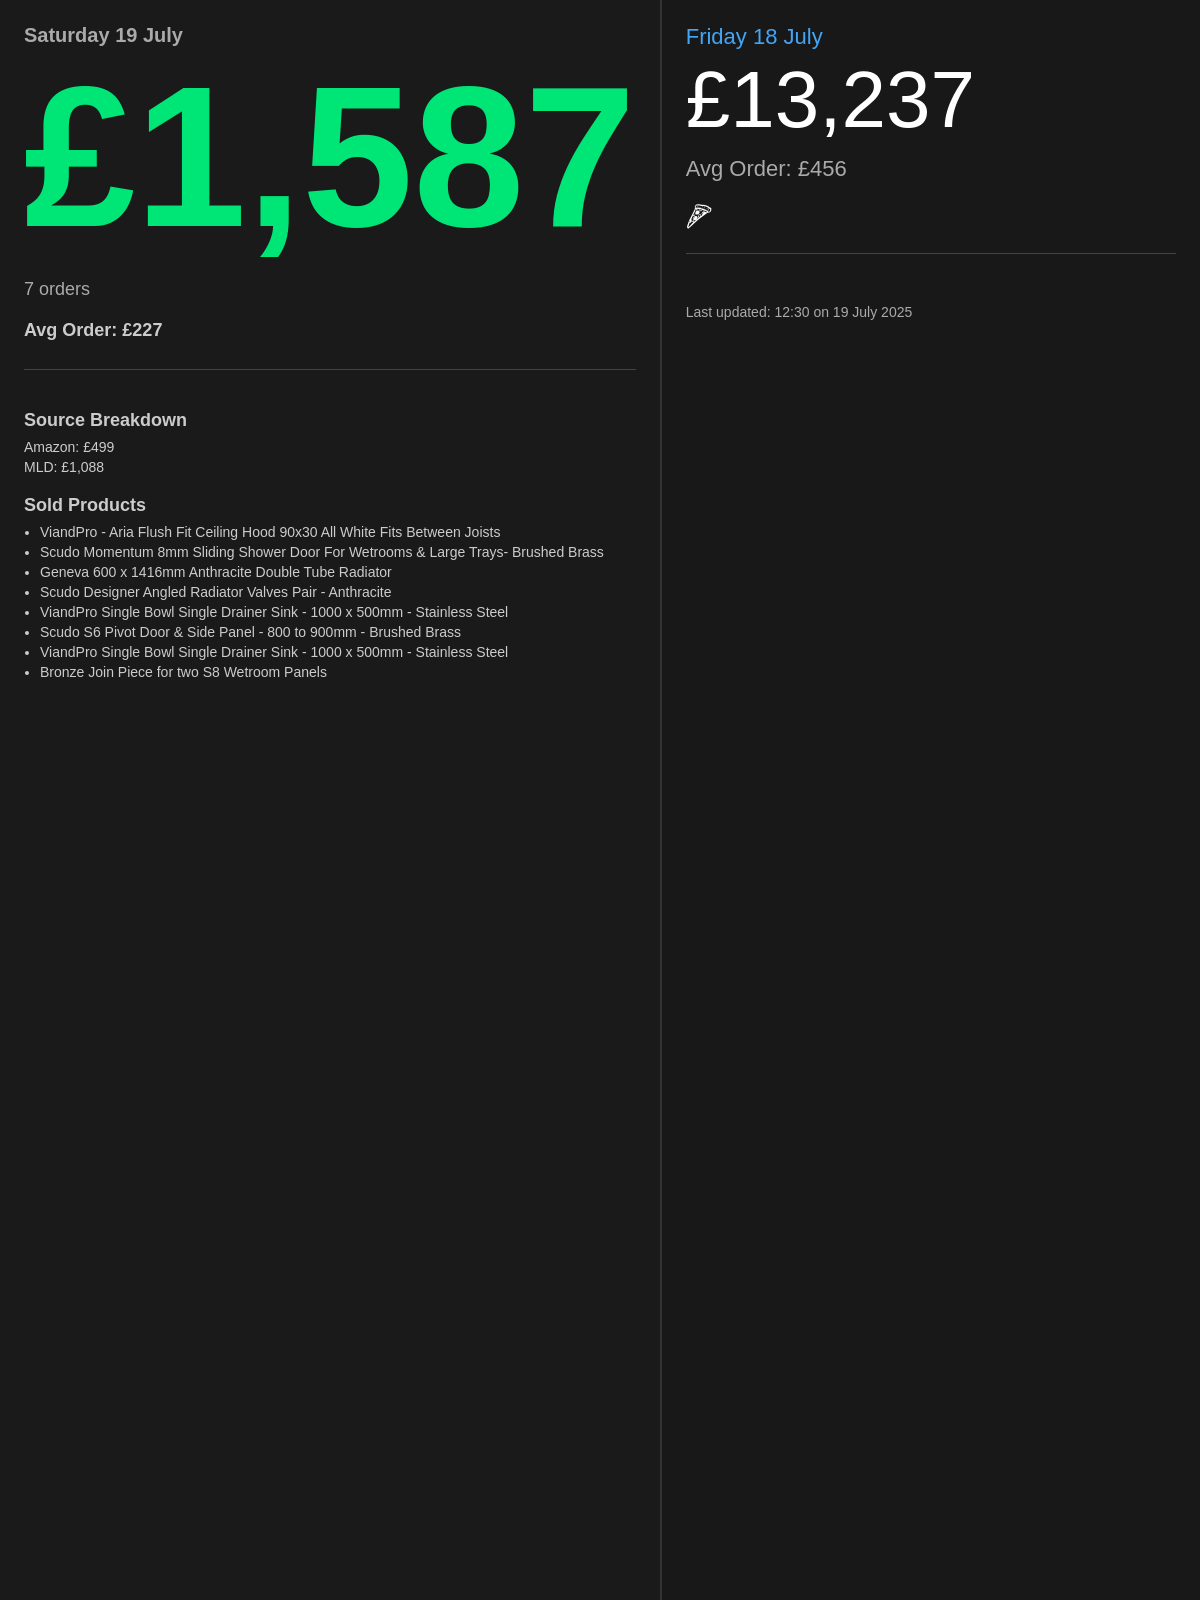 Saturday 19 July
£1,587
7 orders
Avg Order: £227
Source Breakdown
Amazon: £499
MLD: £1,088
Sold Products
• ViandPro - Aria Flush Fit Ceiling Hood 90x30 All White Fits Between Joists
• Scudo Momentum 8mm Sliding Shower Door For Wetrooms & Large Trays- Brushed Brass
• Geneva 600 x 1416mm Anthracite Double Tube Radiator
• Scudo Designer Angled Radiator Valves Pair - Anthracite
• ViandPro Single Bowl Single Drainer Sink - 1000 x 500mm - Stainless Steel
• Scudo S6 Pivot Door & Side Panel - 800 to 900mm - Brushed Brass
• ViandPro Single Bowl Single Drainer Sink - 1000 x 500mm - Stainless Steel
• Bronze Join Piece for two S8 Wetroom Panels
Friday 18 July
£13,237
Avg Order: £456
Last updated: 12:30 on 19 July 2025